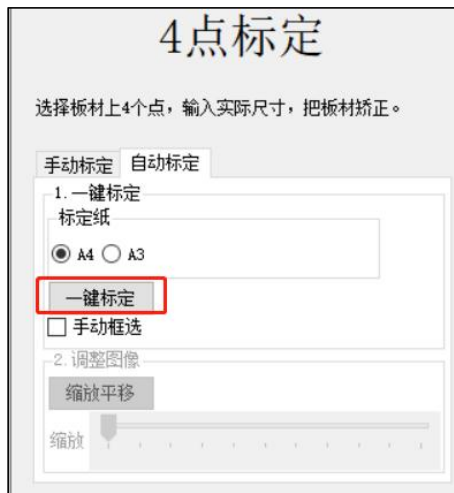 4点标定
选择板材上4个点，输入实际尺寸，把板材矫正。
手动标定 自动标定
1.一键标定
标定纸
A4 A3
一键标定
手动框选
2.调整图像
缩放平移
缩放